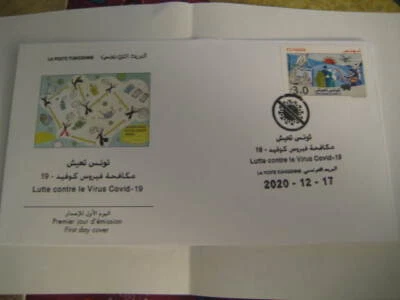 LA POSTE TUNISIENNE البريد التونسي
تونس تعيش
مكافحة فيروس كوفيد - 19
Lutte contre le Virus Covid-19
اليوم الأول للإصدار
Premier jour d'émission
First day cover
3.0
تونس تعيش
مكافحة فيروس كوفيد - 19
Lutte contre le Virus Covid-19
LA POSTE TUNISIENNE البريد التونسي
2020 - 12 - 17